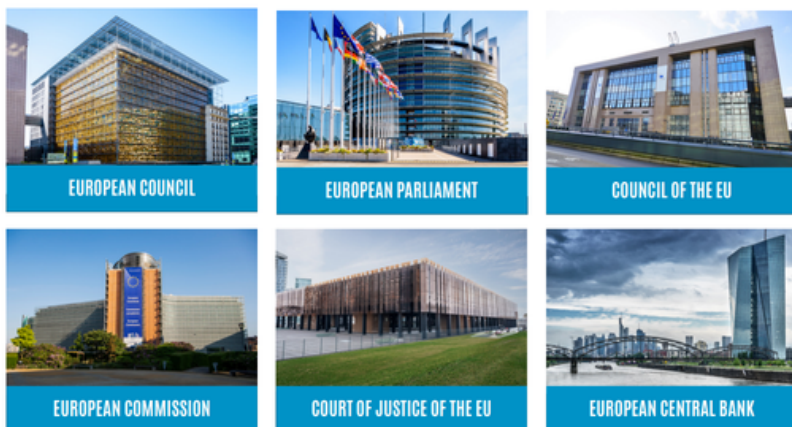 EUROPEAN COUNCIL
EUROPEAN PARLIAMENT
COUNCIL OF THE EU
EUROPEAN COMMISSION
COURT OF JUSTICE OF THE EU
EUROPEAN CENTRAL BANK